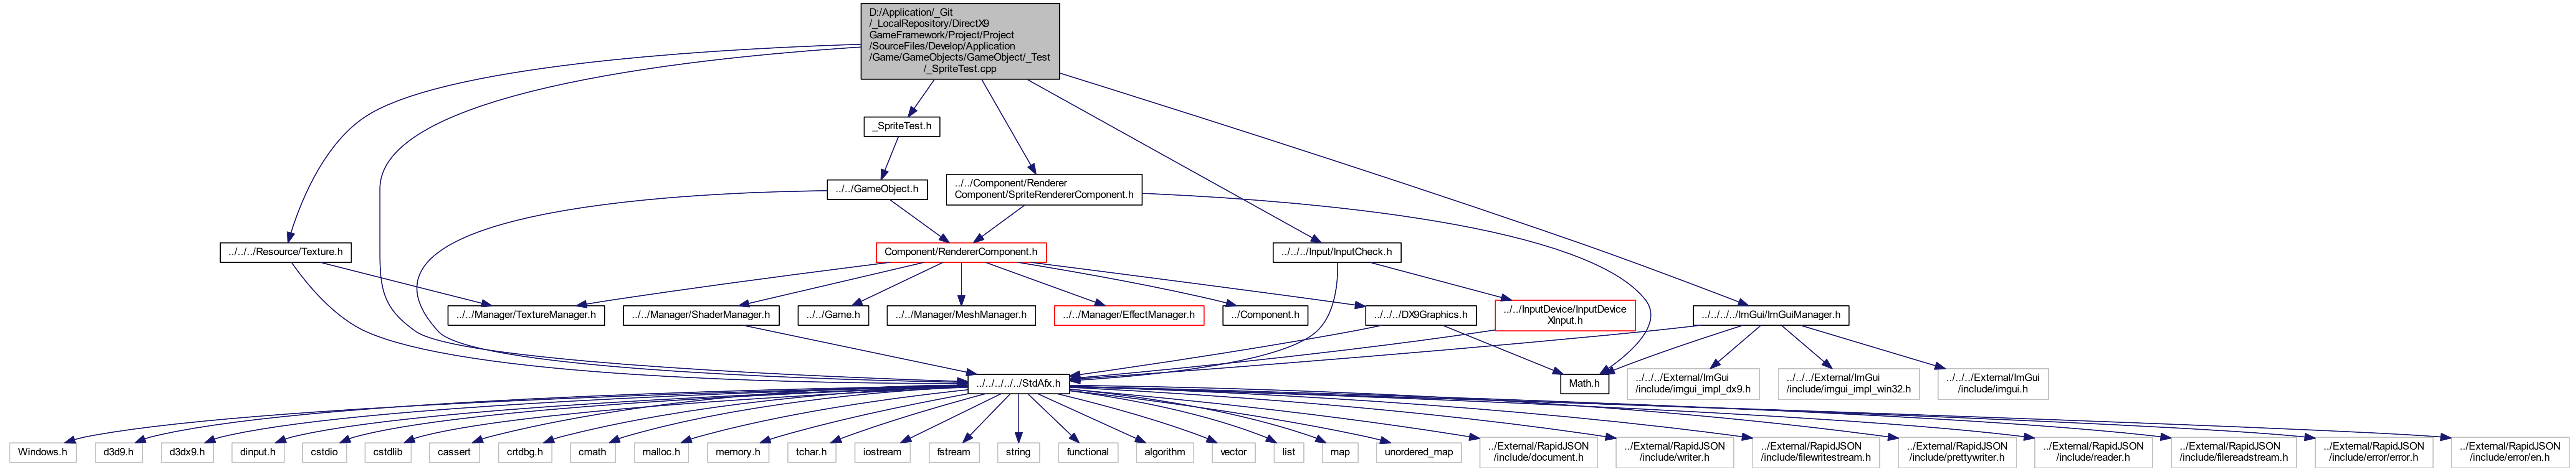 D:/Application/_Git
/_LocalRepository/DirectX9
GameFramework/Project/Project
/SourceFiles/Develop/Application
/Game/GameObjects/GameObject/_Test
/_SpriteTest.cpp
_SpriteTest.h
../../GameObject.h
../../Component/Renderer
Component/SpriteRendererComponent.h
../../../Resource/Texture.h
Component/RendererComponent.h
../../../Input/InputCheck.h
../../Manager/TextureManager.h
../../Manager/ShaderManager.h
../../Game.h
../../Manager/MeshManager.h
../../Manager/EffectManager.h
../Component.h
../../../DX9Graphics.h
../../InputDevice/InputDevice
XInput.h
../../../../ImGui/ImGuiManager.h
../../../../../StdAfx.h
Math.h
../../../External/ImGui
/include/imgui_impl_dx9.h
../../../External/ImGui
/include/imgui_impl_win32.h
../../../External/ImGui
/include/imgui.h
Windows.h
d3d9.h
d3dx9.h
dinput.h
cstdio
cstdlib
cassert
crtdbg.h
cmath
malloc.h
memory.h
tchar.h
iostream
fstream
string
functional
algorithm
vector
list
map
unordered_map
../External/RapidJSON
/include/document.h
../External/RapidJSON
/include/writer.h
../External/RapidJSON
/include/filewritestream.h
../External/RapidJSON
/include/prettywriter.h
../External/RapidJSON
/include/reader.h
../External/RapidJSON
/include/filereadstream.h
../External/RapidJSON
/include/error/error.h
../External/RapidJSON
/include/error/en.h